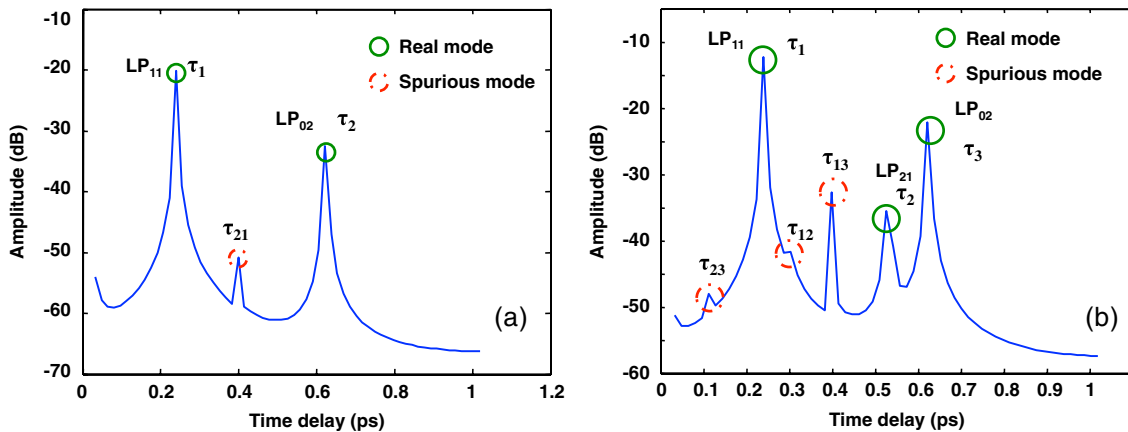 -10
-20
-30
-40
-50
-60
-70
Amplitude (dB)
0
0.2
0.4
0.6
0.8
1
1.2
Time delay (ps)
LP₁₁
τ₁
LP₀₂
τ₂
τ₂₁
Real mode
Spurious mode
(a)
-10
-20
-30
-40
-50
-60
Amplitude (dB)
0
0.1
0.2
0.3
0.4
0.5
0.6
0.7
0.8
0.9
1
Time delay (ps)
LP₁₁
τ₁
τ₂₃
τ₁₂
τ₁₃
LP₂₁
τ₂
LP₀₂
τ₃
Real mode
Spurious mode
(b)